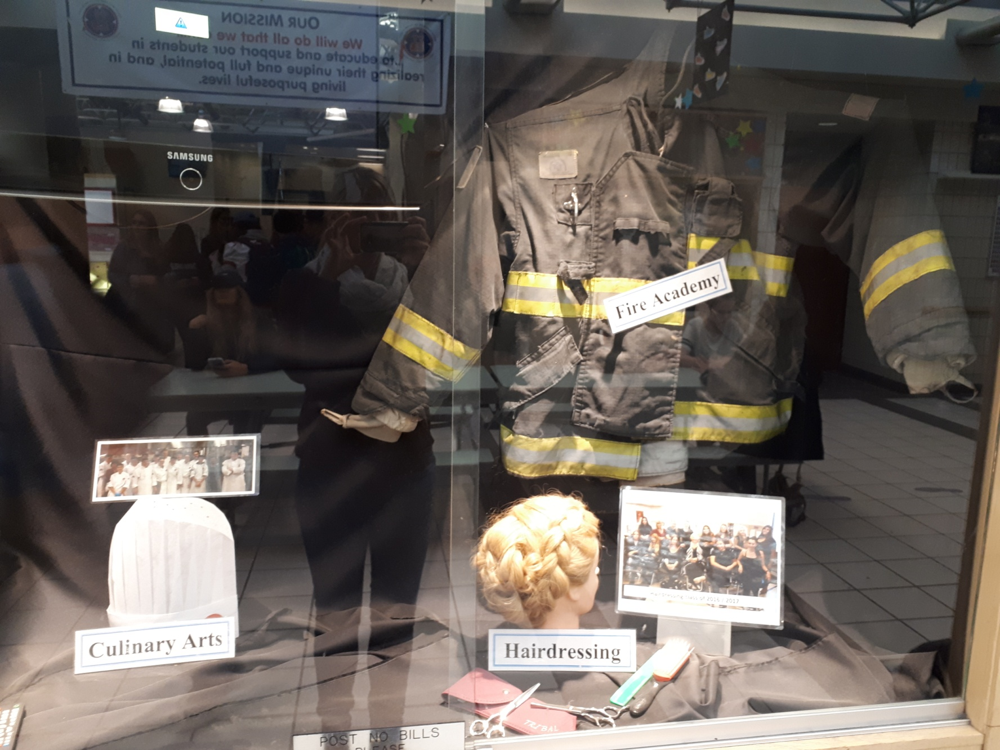 OUR MISSION
We will do all that we
to educate and support our students in
realizing their unique and full potential, and in
living purposeful lives.
SAMSUNG
Fire Academy
Culinary Arts
Hairdressing
Hairdressing class of 2016 / 2017
TRIBAL
POST NO BILLS
PLEASE